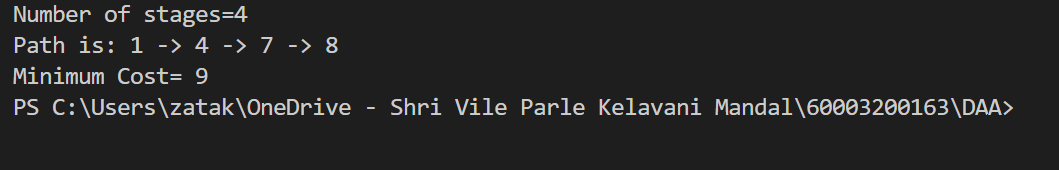 Number of stages=4
Path is: 1 -> 4 -> 7 -> 8
Minimum Cost= 9
PS C:\Users\zatak\OneDrive - Shri Vile Parle Kelavani Mandal\60003200163\DAA>